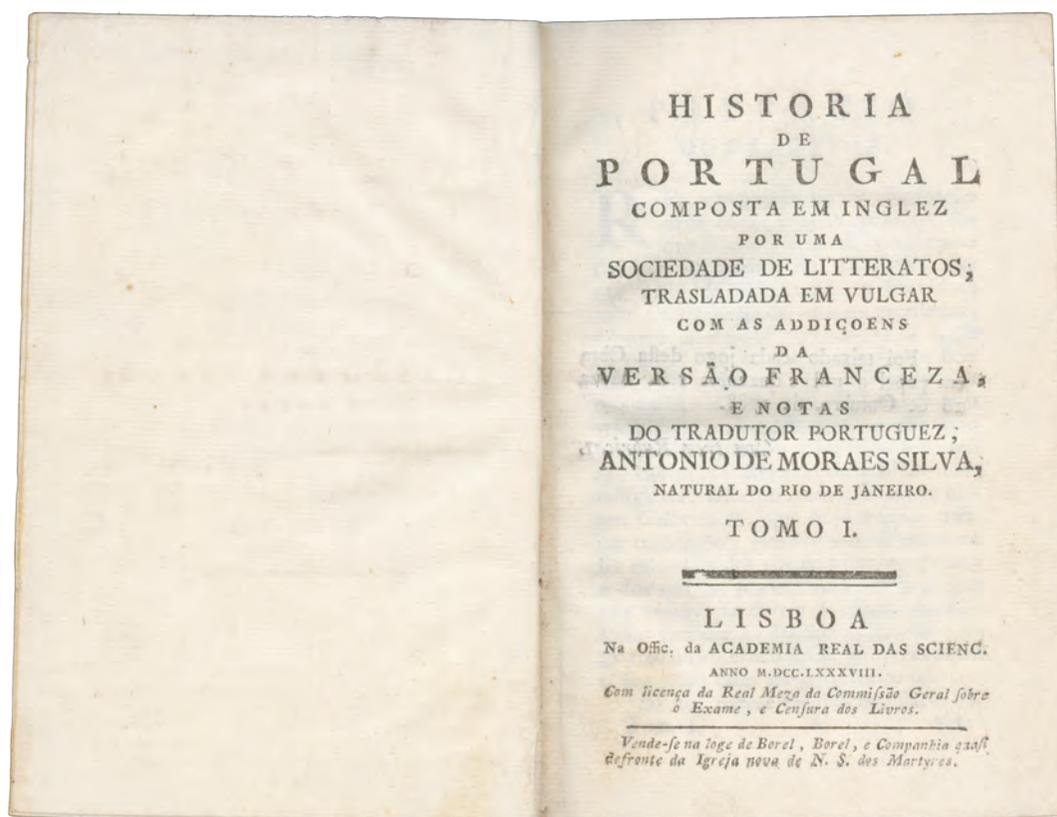 HISTORIA
DE
PORTUGAL
COMPOSTA EM INGLEZ
POR UMA
SOCIEDADE DE LITTERATOS,
TRASLADADA EM VULGAR
COM AS ADDIÇOENS
DA
VERSÃO FRANCEZA,
E NOTAS
DO TRADUTOR PORTUGUEZ,
ANTONIO DE MORAES SILVA,
NATURAL DO RIO DE JANEIRO.
TOMO I.
LISBOA
Na Offic. da ACADEMIA REAL DAS SCIENC.
ANNO M.DCC.LXXXVIII.
Com licença da Real Meza da Commiſsão Geral ſobre
o Exame, e Cenſura dos Livros.
Vende-ſe na loge de Borel, Borel, e Companhia quaſi
defronte da Igreja nova de N. S. dos Martyres.